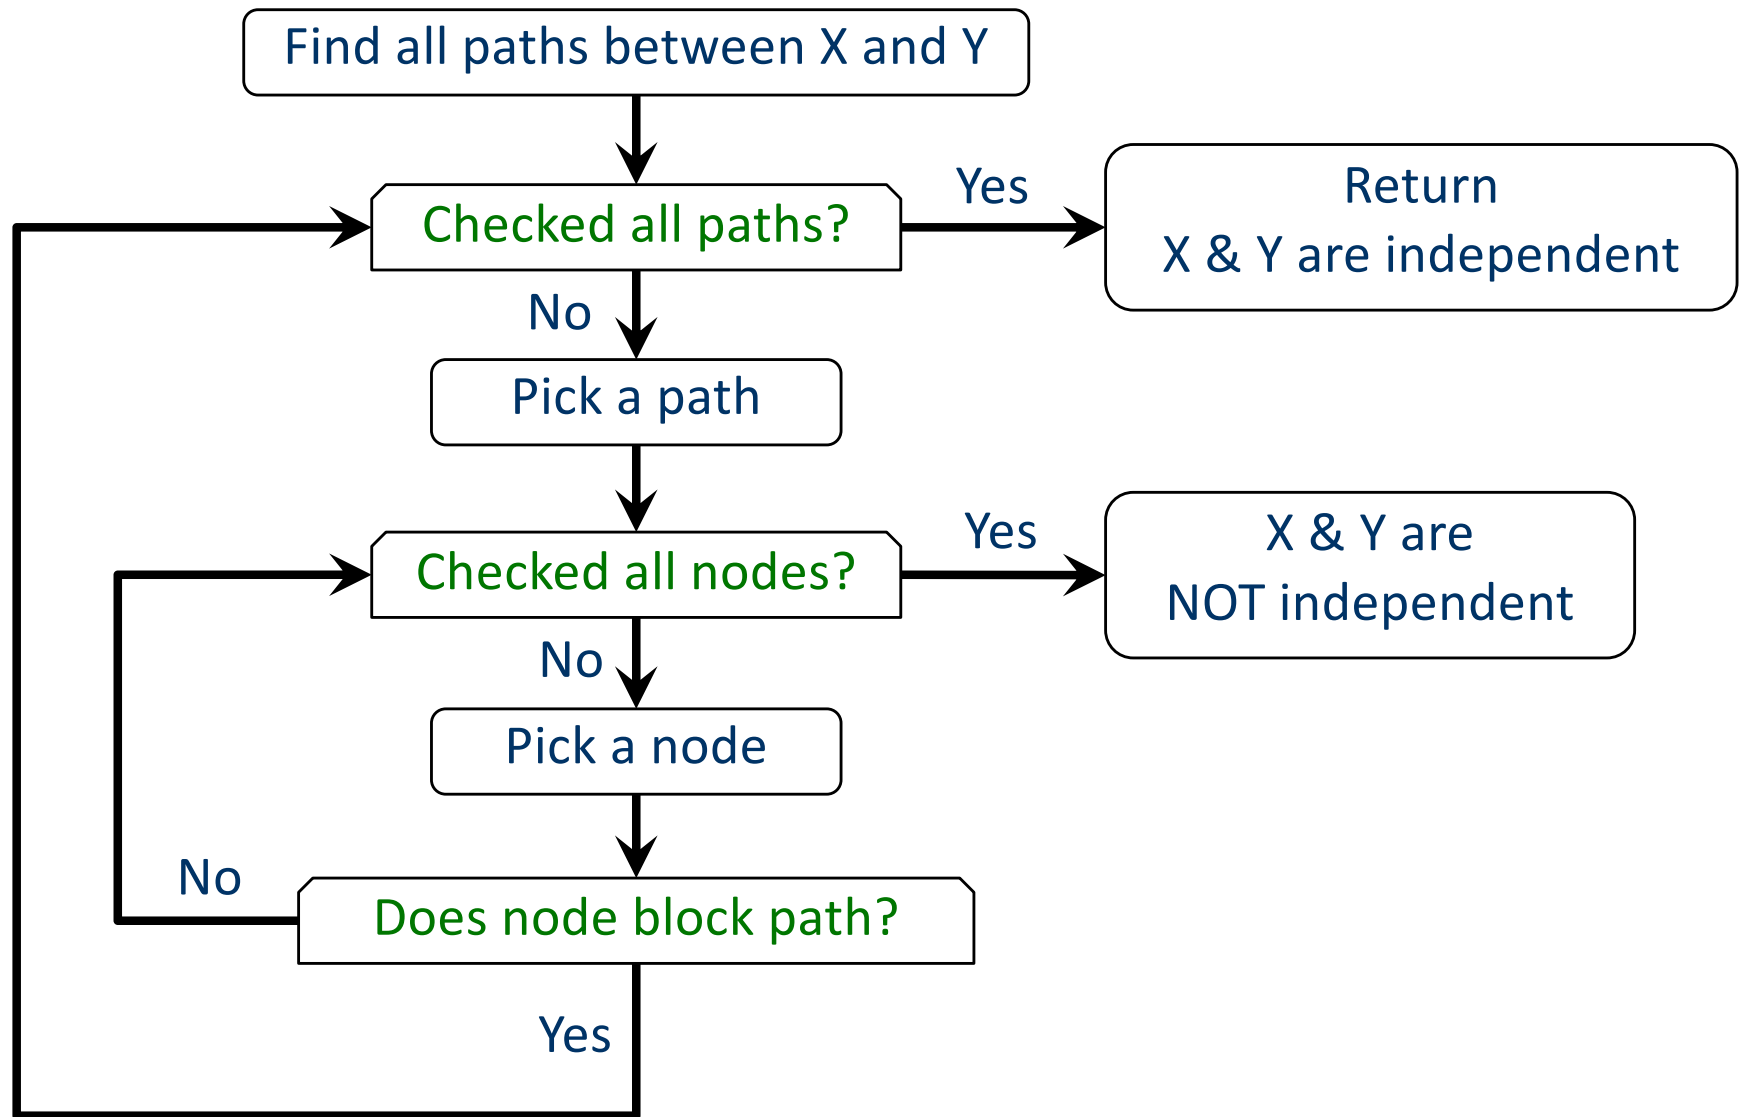 Find all paths between X and Y
Checked all paths?
Yes
Return
X & Y are independent
No
Pick a path
Checked all nodes?
Yes
X & Y are
NOT independent
No
Pick a node
No
Does node block path?
Yes